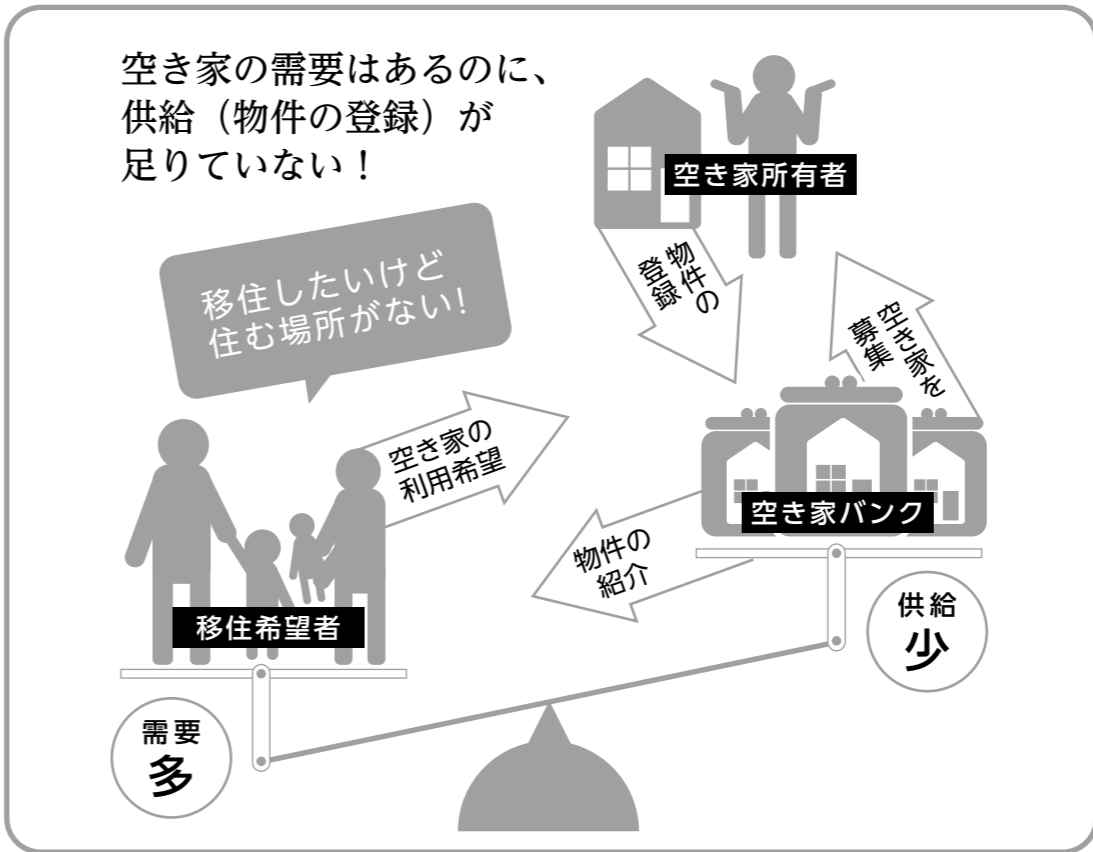 空き家の需要はあるのに、
供給（物件の登録）が
足りていない！
空き家所有者
物件の
登録
空き家を
募集
移住したいけど
住む場所がない!
空き家の
利用希望
空き家バンク
物件の
紹介
移住希望者
供給
少
需要
多